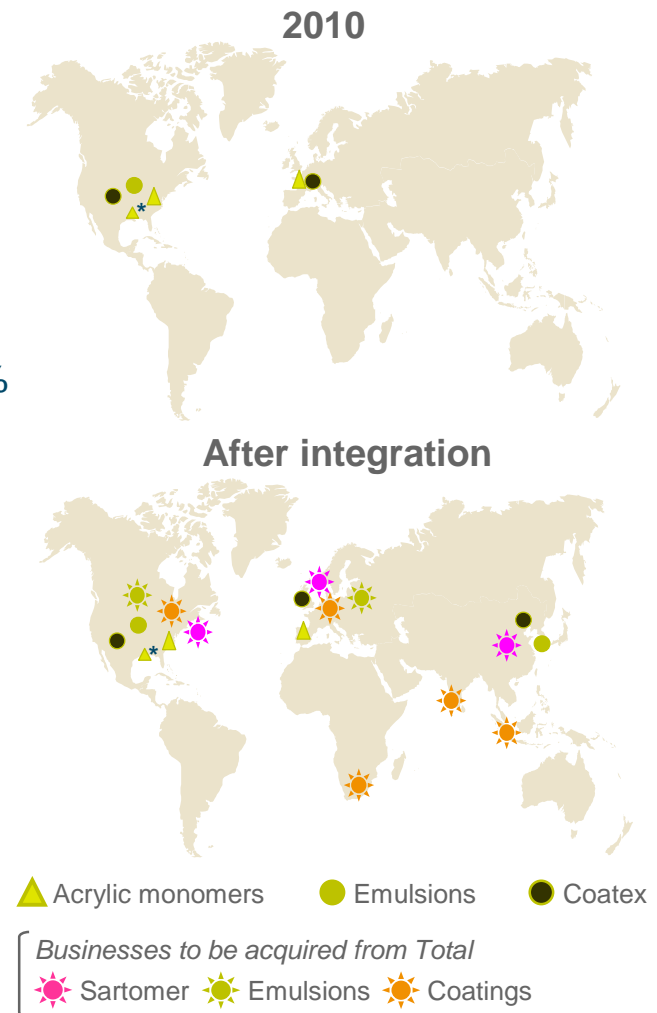 2010
*
%
After integration
*
Acrylic monomers Emulsions Coatex
Businesses to be acquired from Total
Sartomer Emulsions Coatings